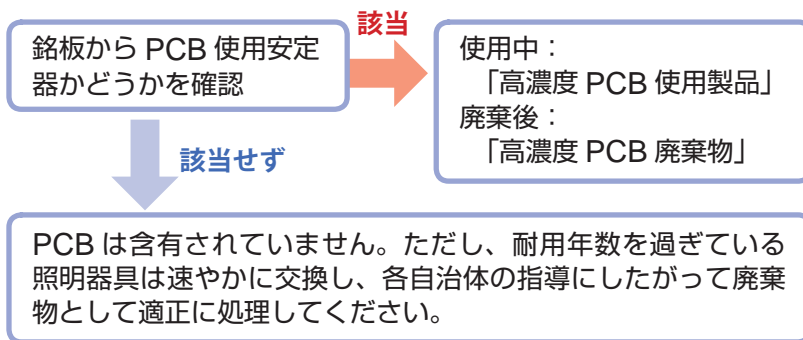 銘板から PCB 使用安定
器かどうかを確認
該当
使用中：
「高濃度 PCB 使用製品」
廃棄後：
「高濃度 PCB 廃棄物」
該当せず
PCB は含有されていません。ただし、耐用年数を過ぎている
照明器具は速やかに交換し、各自治体の指導にしたがって廃棄
物として適正に処理してください。